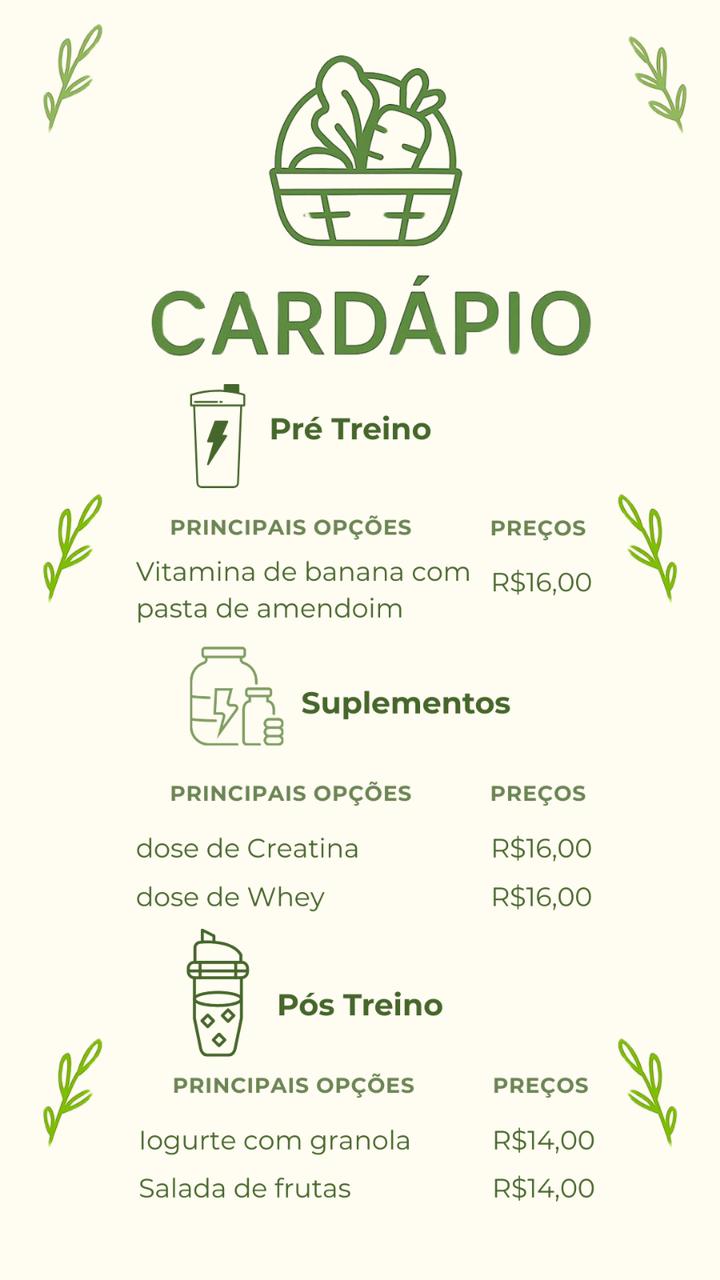 CARDÁPIO
Pré Treino
PRINCIPAIS OPÇÕES PREÇOS
Vitamina de banana com R$16,00
pasta de amendoim
Suplementos
PRINCIPAIS OPÇÕES PREÇOS
dose de Creatina R$16,00
dose de Whey R$16,00
Pós Treino
PRINCIPAIS OPÇÕES PREÇOS
Iogurte com granola R$14,00
Salada de frutas R$14,00